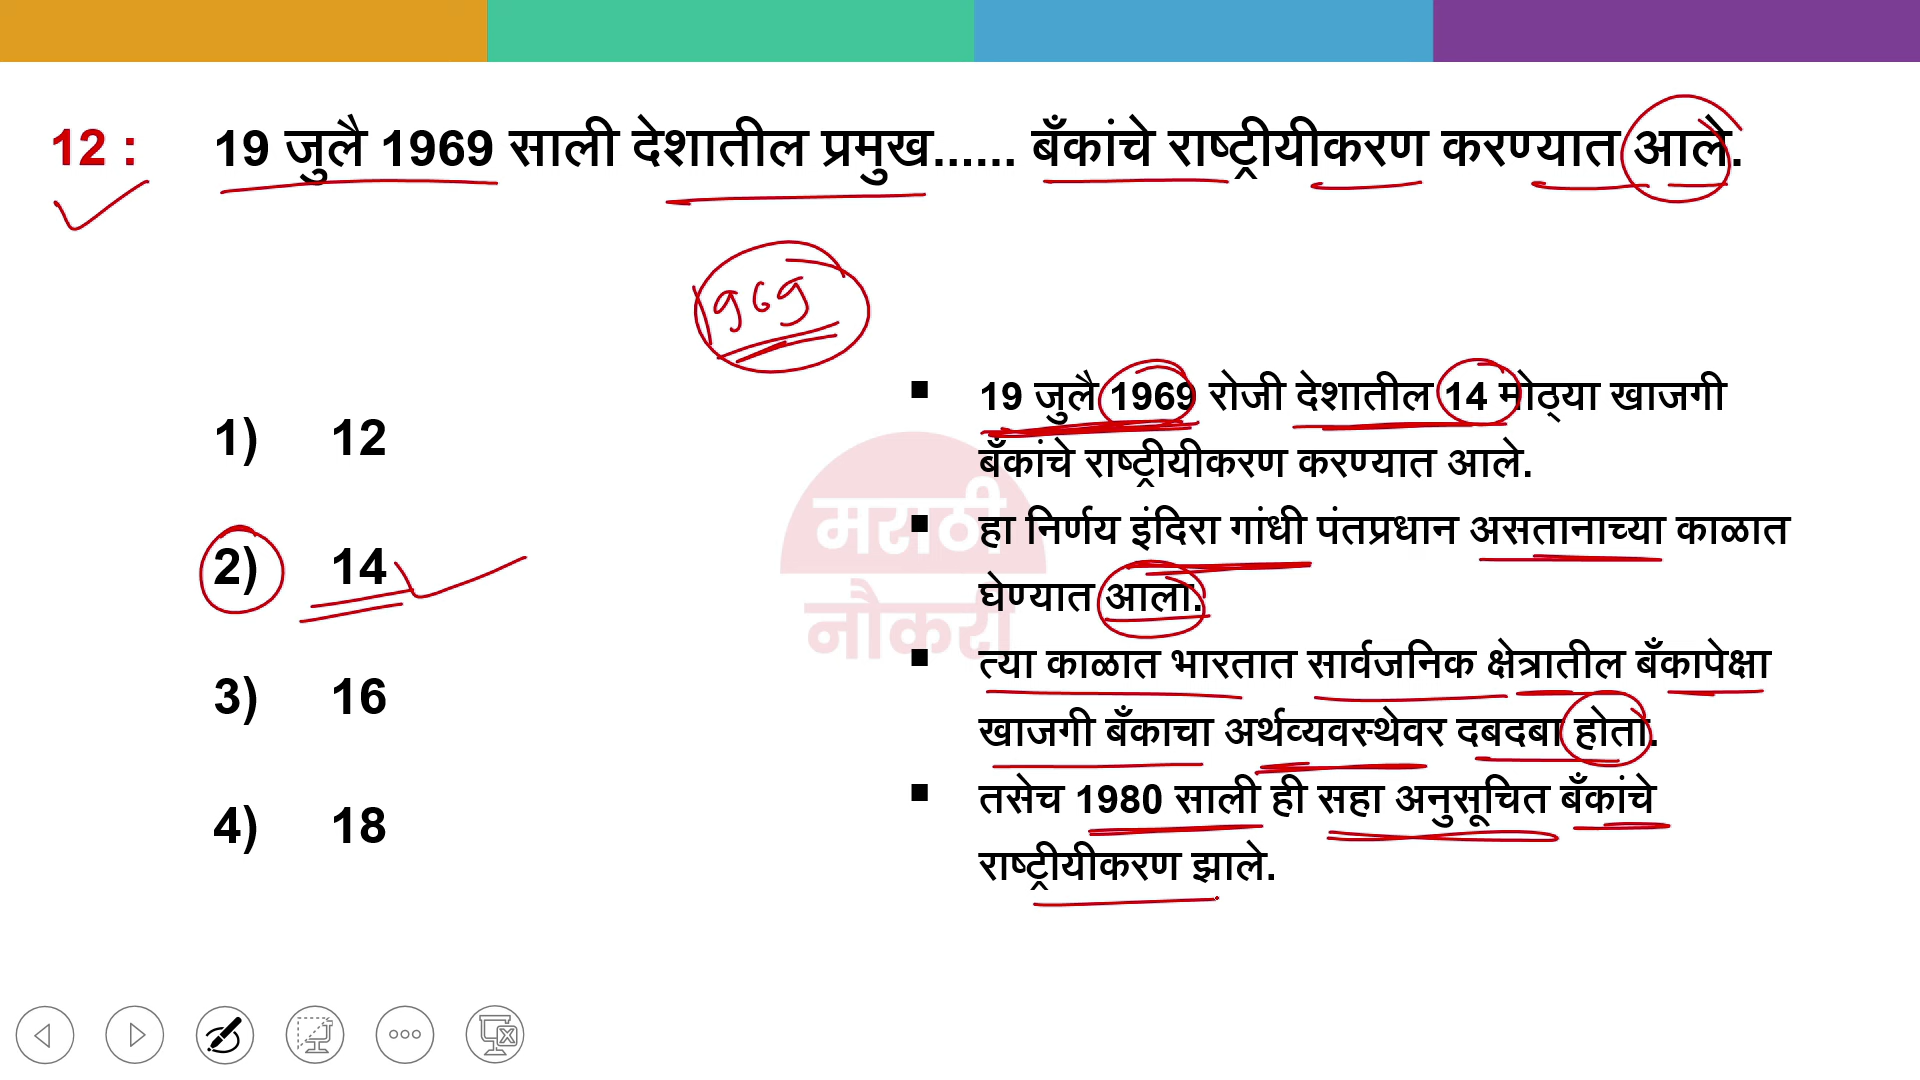 12 : 19 जुलै 1969 साली देशातील प्रमुख...... बँकांचे राष्ट्रीयीकरण करण्यात आले.
1969
1) 12
2) 14
3) 16
4) 18
▪ 19 जुलै 1969 रोजी देशातील 14 मोठ्या खाजगी
बँकांचे राष्ट्रीयीकरण करण्यात आले.
▪ हा निर्णय इंदिरा गांधी पंतप्रधान असतानाच्या काळात
घेण्यात आला.
▪ त्या काळात भारतात सार्वजनिक क्षेत्रातील बँकापेक्षा
खाजगी बँकाचा अर्थव्यवस्थेवर दबदबा होता.
▪ तसेच 1980 साली ही सहा अनुसूचित बँकांचे
राष्ट्रीयीकरण झाले.
मराठी
नौकरी